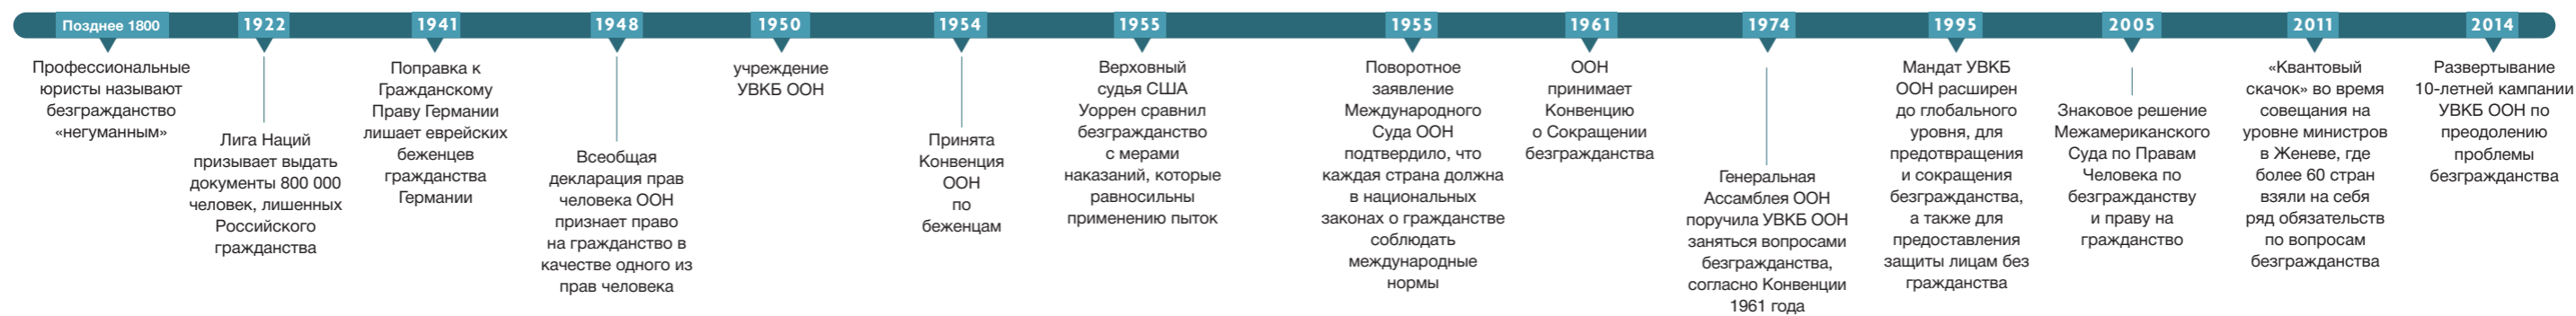 Позднее 1800
Профессиональные
юристы называют
безгражданство
«негуманным»
1922
Лига Наций
призывает выдать
документы 800 000
человек, лишенных
Российского
гражданства
1941
Поправка к
Гражданскому
Праву Германии
лишает еврейских
беженцев
гражданства
Германии
1948
Всеобщая
декларация прав
человека ООН
признает право
на гражданство в
качестве одного из
прав человека
1950
учреждение
УВКБ ООН
1954
Принята
Конвенция
ООН
по
беженцам
1955
Верховный
судья США
Уоррен сравнил
безгражданство
с мерами
наказаний, которые
равносильны
применению пыток
1955
Поворотное
заявление
Международного
Суда ООН
подтвердило, что
каждая страна должна
в национальных
законах о гражданстве
соблюдать
международные
нормы
1961
ООН
принимает
Конвенцию
о Сокращении
безгражданства
1974
Генеральная
Ассамблея ООН
поручила УВКБ ООН
заняться вопросами
безгражданства,
согласно Конвенции
1961 года
1995
Мандат УВКБ
ООН расширен
до глобального
уровня, для
предотвращения
и сокращения
безгражданства,
а также для
предоставления
защиты лицам без
гражданства
2005
Знаковое решение
Межамериканского
Суда по Правам
Человека по
безгражданству
и праву на
гражданство
2011
«Квантовый
скачок» во время
совещания на
уровне министров
в Женеве, где
более 60 стран
взяли на себя
ряд обязательств
по вопросам
безгражданства
2014
Развертывание
10-летней кампании
УВКБ ООН по
преодолению
проблемы
безгражданства